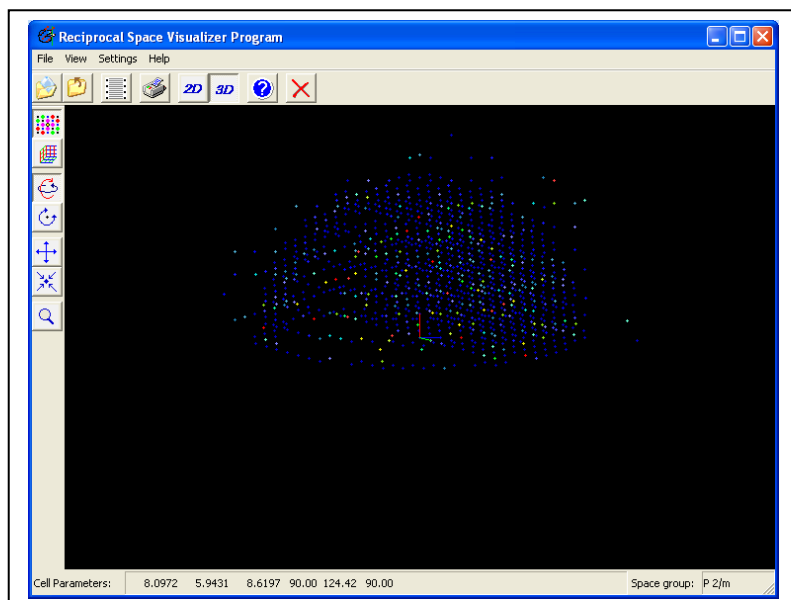 Reciprocal Space Visualizer Program
File View Settings Help
2D 3D
Cell Parameters: 8.0972 5.9431 8.6197 90.00 124.42 90.00 Space group: P 2/m